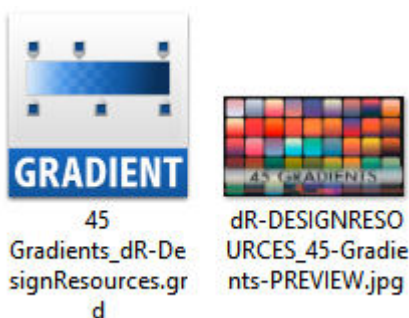 GRADIENT
45
Gradients_dR-De
signResources.gr
d
45 GRADIENTS
dR-DESIGNRESO
URCES_45-Gradie
nts-PREVIEW.jpg